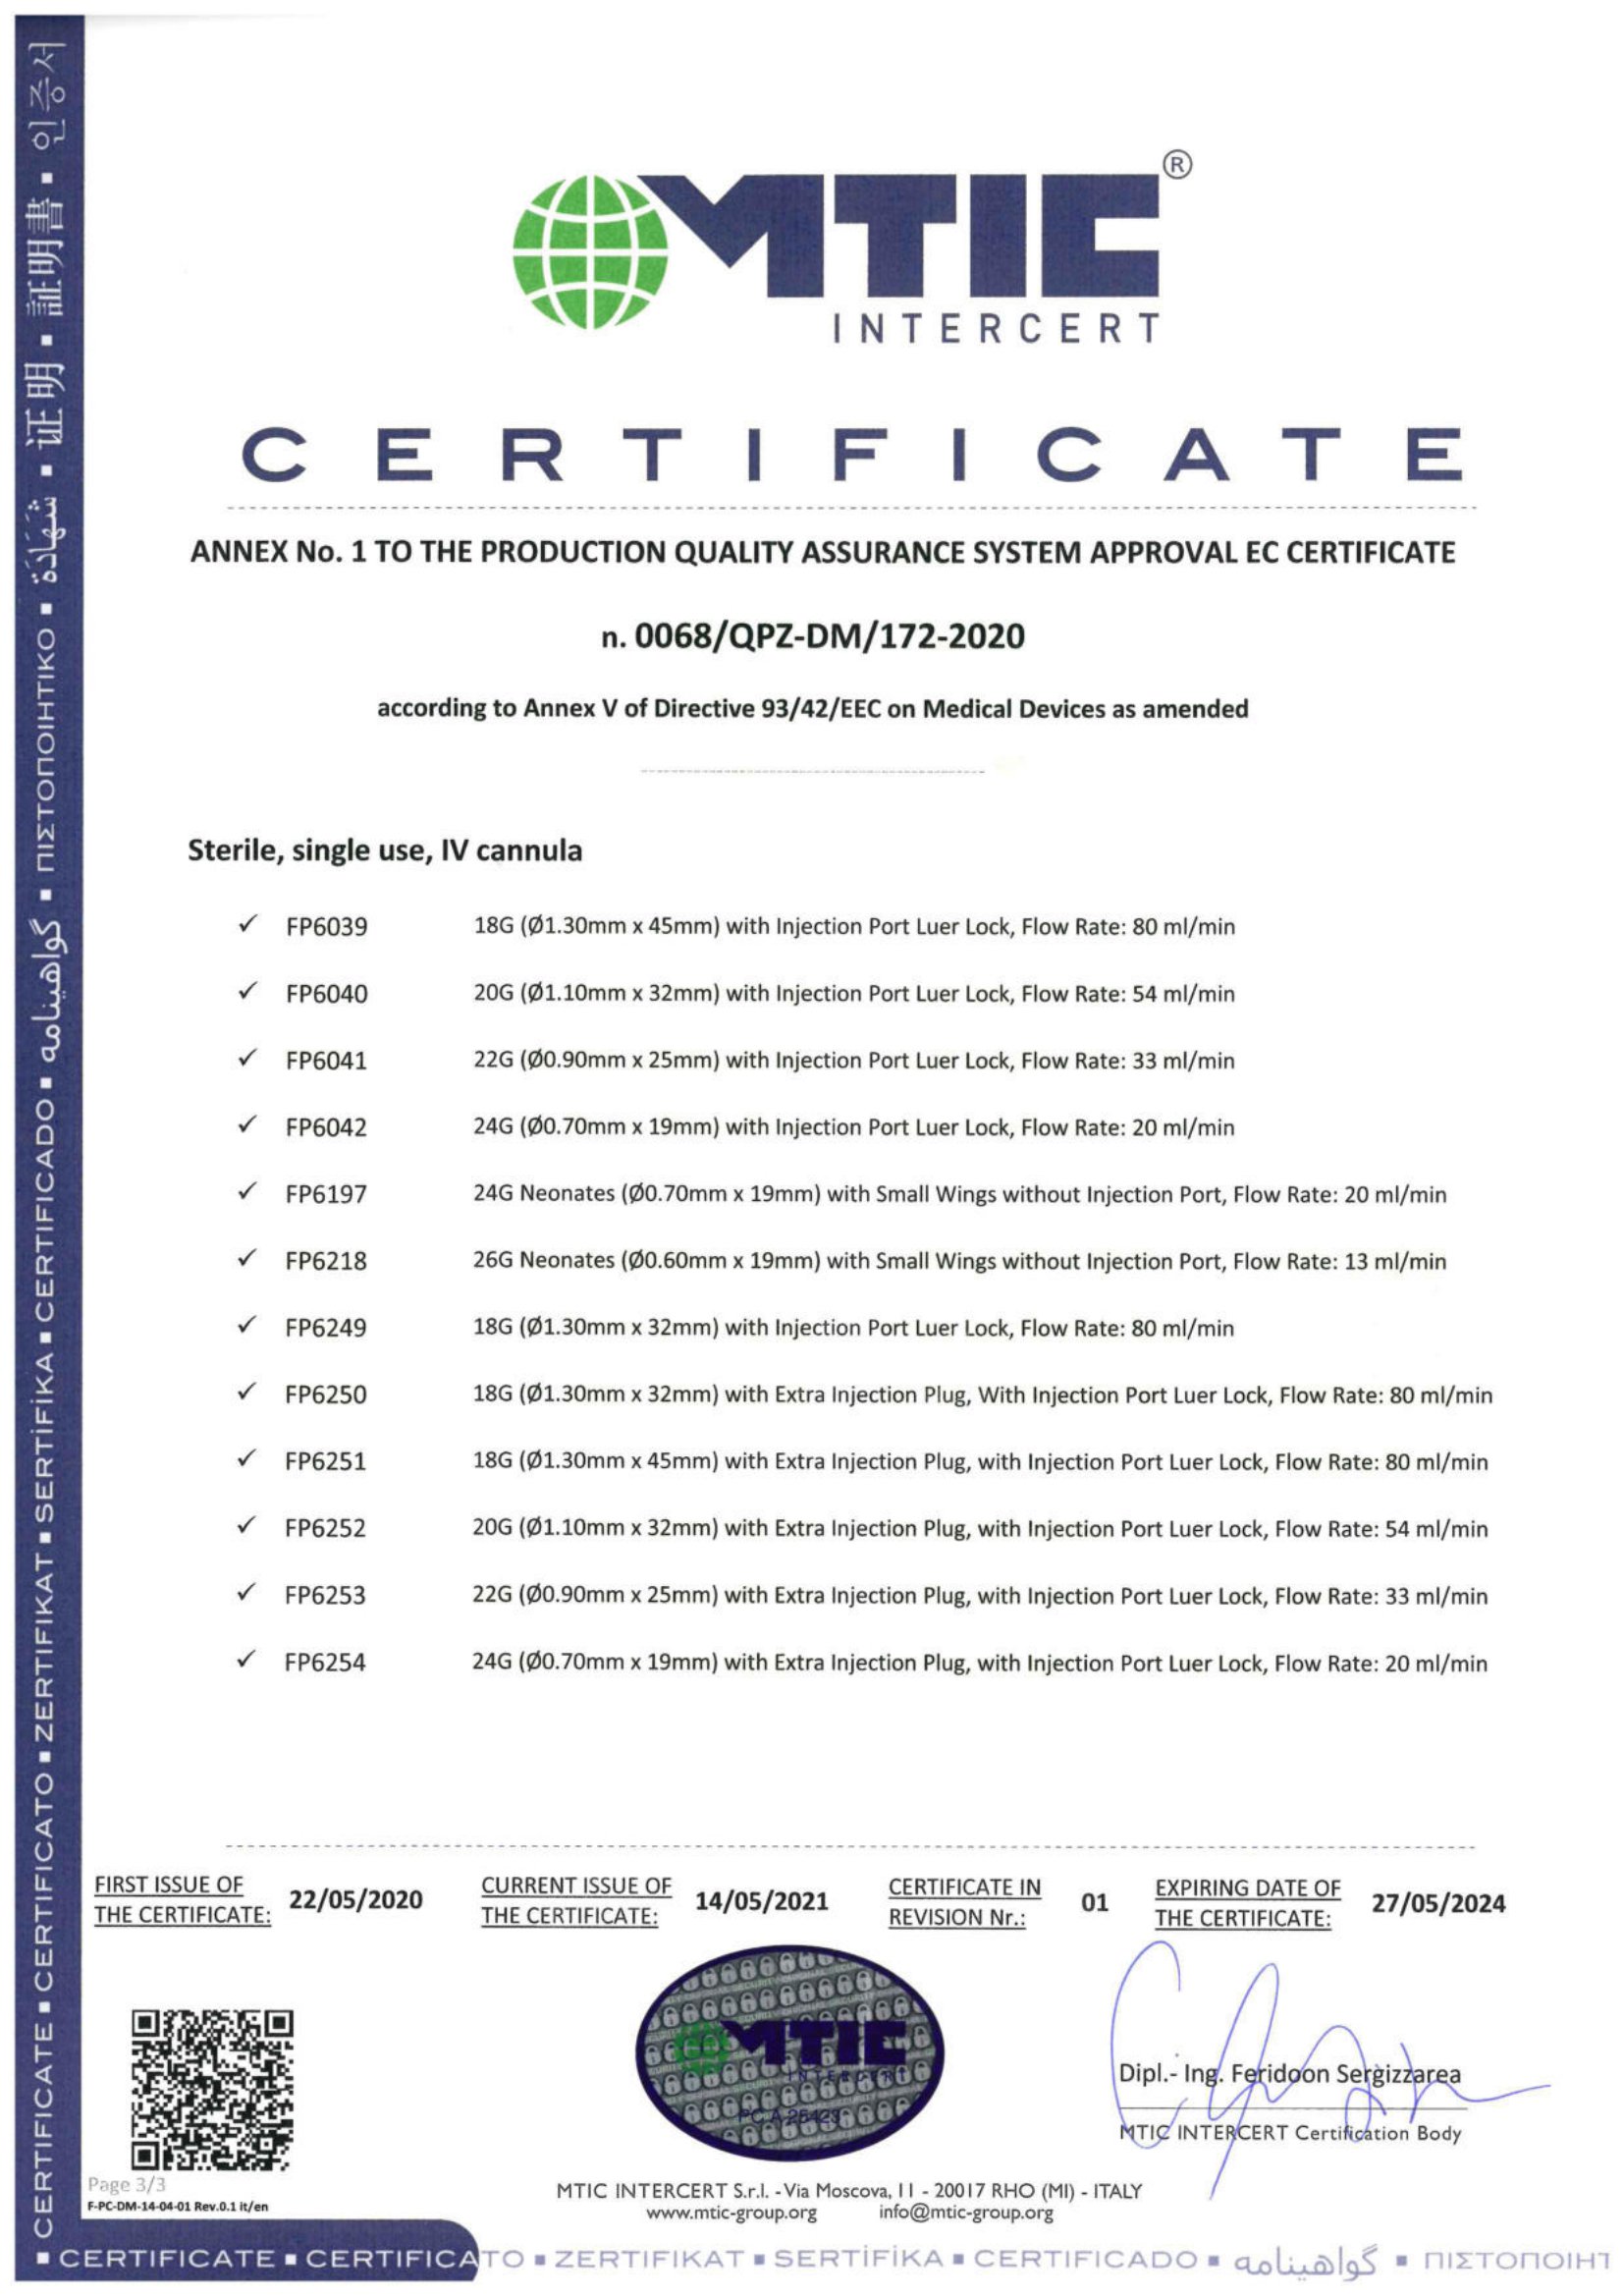 ■ CERTIFICATE ■ CERTIFICATO ■ ZERTIFIKAT ■ SERTİFİKA ■ CERTIFICADO ■ گواهینامه ■ ΠΙΣΤΟΠΟΙΗΤΙΚΟ ■ شَهَادَة ■ 证明 ■ 証明書 ■ 인증서
MTIC ®
INTERCERT
CERTIFICATE
ANNEX No. 1 TO THE PRODUCTION QUALITY ASSURANCE SYSTEM APPROVAL EC CERTIFICATE
n. 0068/QPZ-DM/172-2020
according to Annex V of Directive 93/42/EEC on Medical Devices as amended
Sterile, single use, IV cannula
✓ FP6039 18G (Ø1.30mm x 45mm) with Injection Port Luer Lock, Flow Rate: 80 ml/min
✓ FP6040 20G (Ø1.10mm x 32mm) with Injection Port Luer Lock, Flow Rate: 54 ml/min
✓ FP6041 22G (Ø0.90mm x 25mm) with Injection Port Luer Lock, Flow Rate: 33 ml/min
✓ FP6042 24G (Ø0.70mm x 19mm) with Injection Port Luer Lock, Flow Rate: 20 ml/min
✓ FP6197 24G Neonates (Ø0.70mm x 19mm) with Small Wings without Injection Port, Flow Rate: 20 ml/min
✓ FP6218 26G Neonates (Ø0.60mm x 19mm) with Small Wings without Injection Port, Flow Rate: 13 ml/min
✓ FP6249 18G (Ø1.30mm x 32mm) with Injection Port Luer Lock, Flow Rate: 80 ml/min
✓ FP6250 18G (Ø1.30mm x 32mm) with Extra Injection Plug, With Injection Port Luer Lock, Flow Rate: 80 ml/min
✓ FP6251 18G (Ø1.30mm x 45mm) with Extra Injection Plug, with Injection Port Luer Lock, Flow Rate: 80 ml/min
✓ FP6252 20G (Ø1.10mm x 32mm) with Extra Injection Plug, with Injection Port Luer Lock, Flow Rate: 54 ml/min
✓ FP6253 22G (Ø0.90mm x 25mm) with Extra Injection Plug, with Injection Port Luer Lock, Flow Rate: 33 ml/min
✓ FP6254 24G (Ø0.70mm x 19mm) with Extra Injection Plug, with Injection Port Luer Lock, Flow Rate: 20 ml/min
FIRST ISSUE OF THE CERTIFICATE: 22/05/2020
CURRENT ISSUE OF THE CERTIFICATE: 14/05/2021
CERTIFICATE IN REVISION Nr.: 01
EXPIRING DATE OF THE CERTIFICATE: 27/05/2024
MTIC
INTERCERT
PC A 25423
Dipl.- Ing. Feridoon Sergizzarea
MTIC INTERCERT Certification Body
Page 3/3
F-PC-DM-14-04-01 Rev.0.1 it/en
MTIC INTERCERT S.r.l. - Via Moscova, 11 - 20017 RHO (MI) - ITALY
www.mtic-group.org info@mtic-group.org
■ CERTIFICATE ■ CERTIFICATO ■ ZERTIFIKAT ■ SERTİFİKA ■ CERTIFICADO ■ گواهینامه ■ ΠΙΣΤΟΠΟΙΗΤ